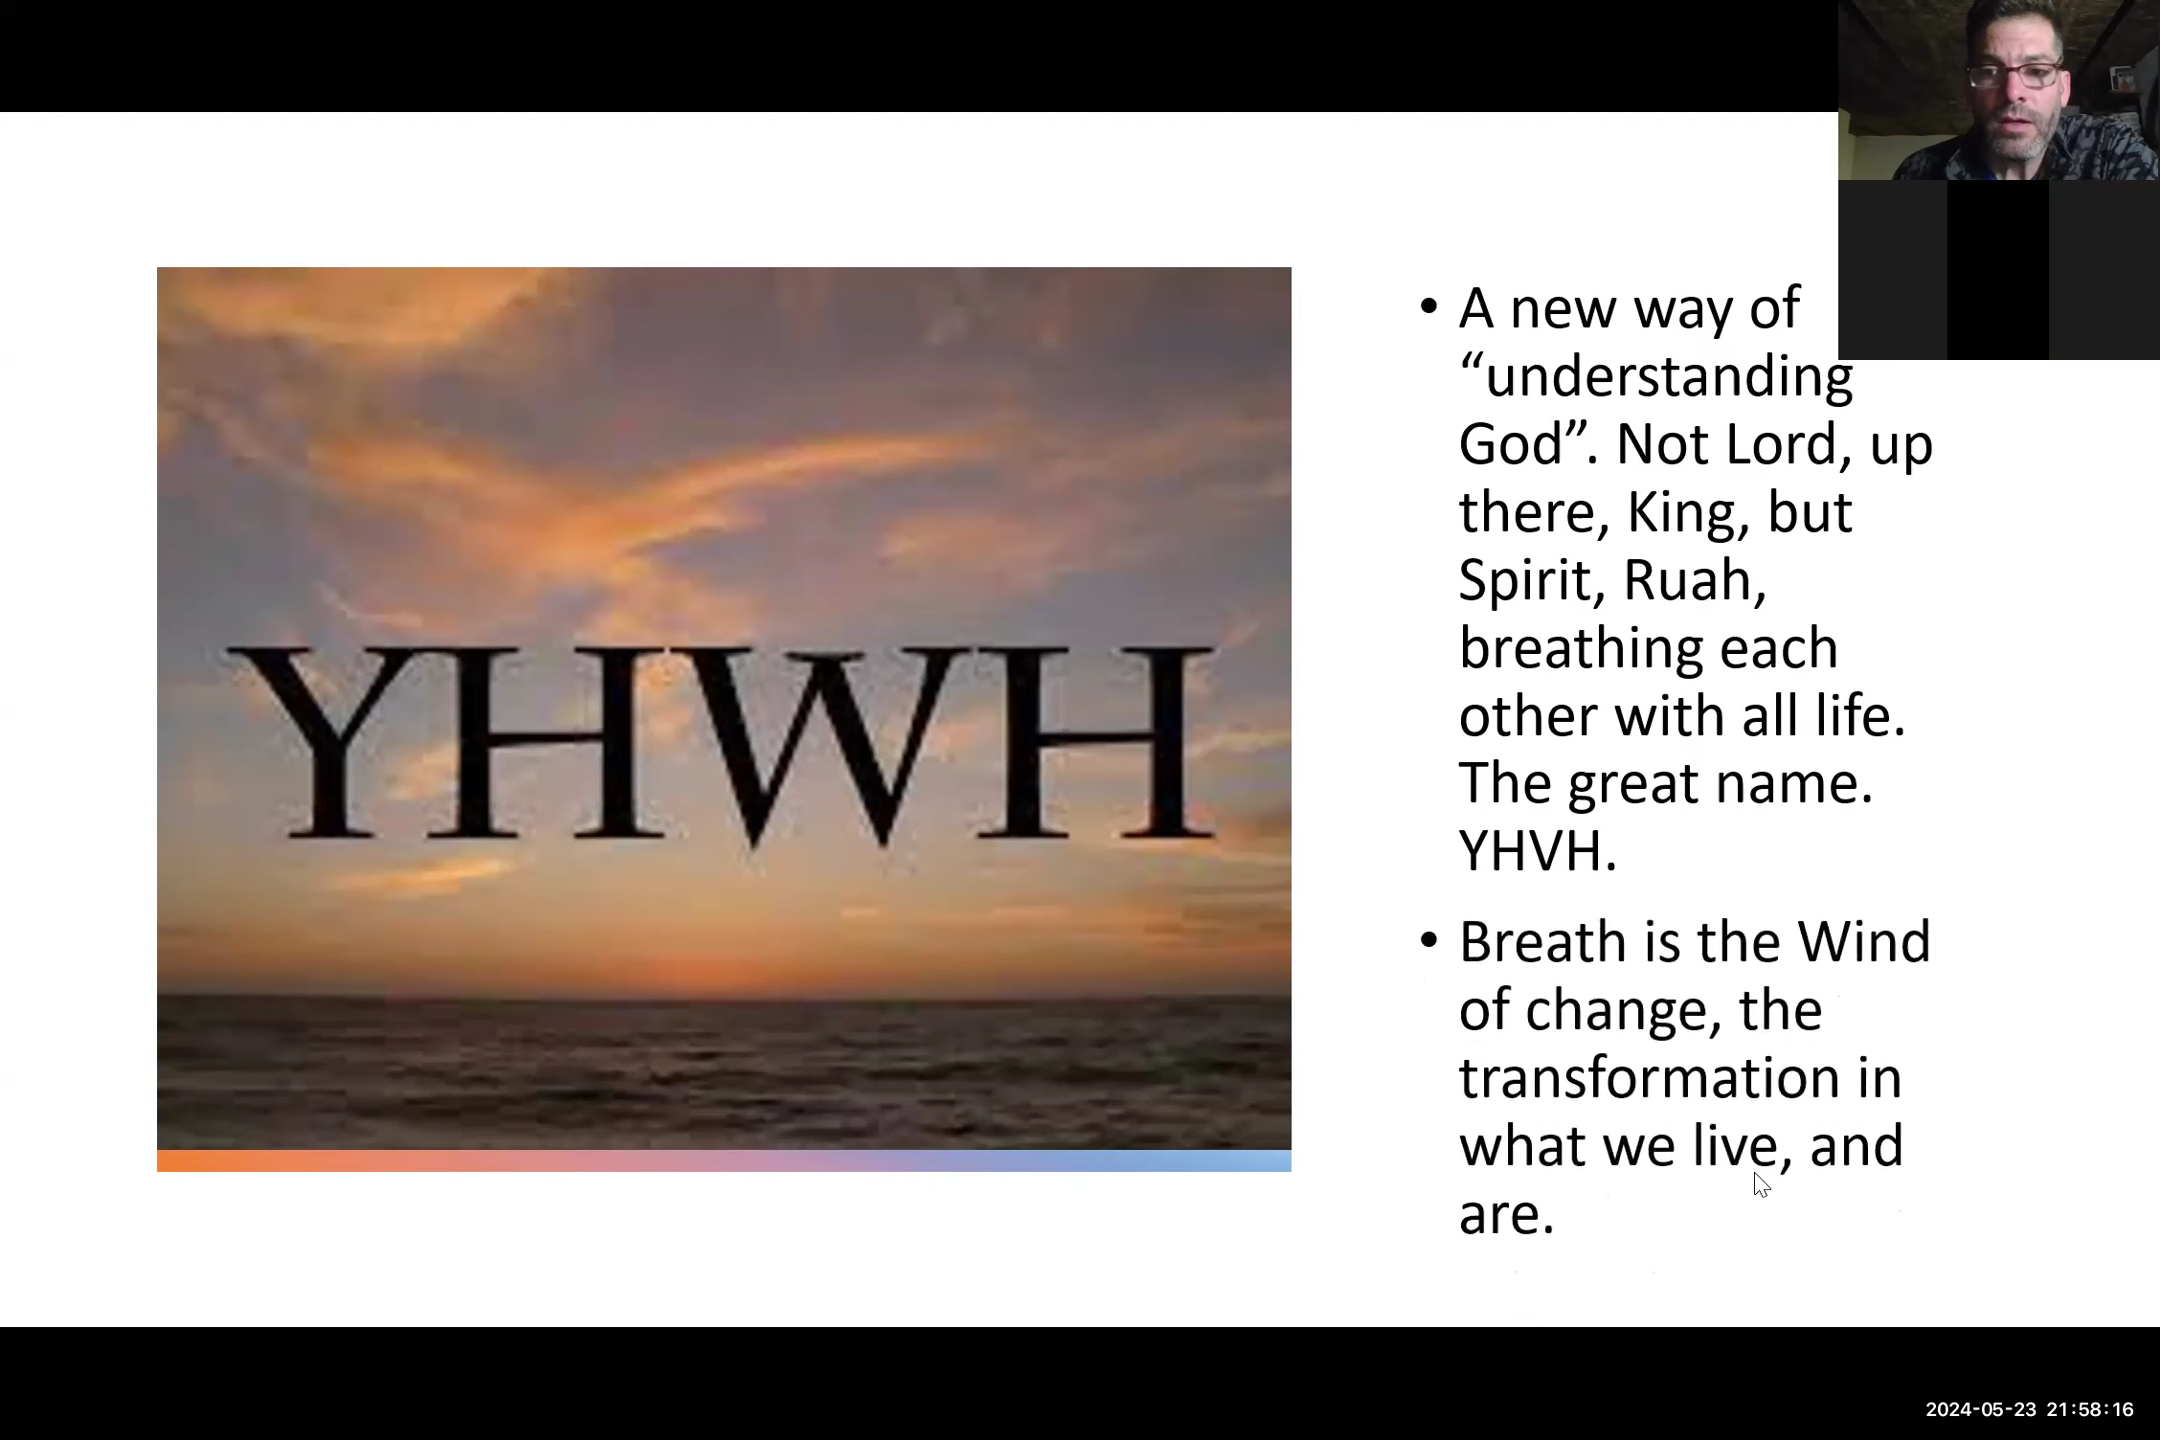 YHWH
• A new way of
“understanding
God”. Not Lord, up
there, King, but
Spirit, Ruah,
breathing each
other with all life.
The great name.
YHVH.
• Breath is the Wind
of change, the
transformation in
what we live, and
are.
2024-05-23 21:58:16